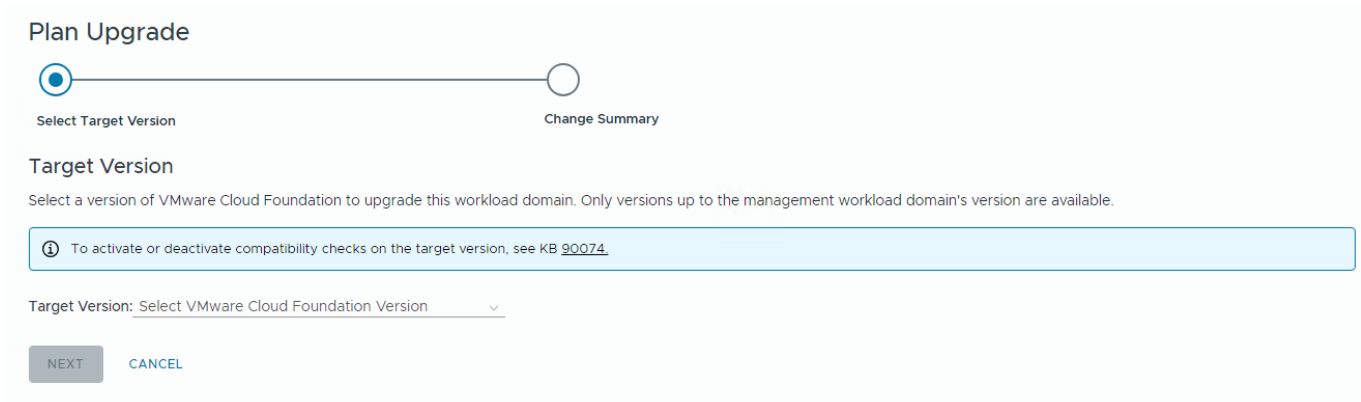 Plan Upgrade
Select Target Version
Change Summary
Target Version
Select a version of VMware Cloud Foundation to upgrade this workload domain. Only versions up to the management workload domain's version are available.
To activate or deactivate compatibility checks on the target version, see KB 90074.
Target Version: Select VMware Cloud Foundation Version
NEXT CANCEL